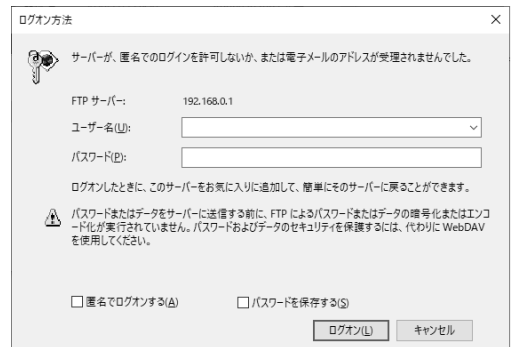 ログオン方法
サーバーが、匿名でのログインを許可しないか、または電子メールのアドレスが受理されませんでした。
FTP サーバー: 192.168.0.1
ユーザー名(U):
パスワード(P):
ログオンしたときに、このサーバーをお気に入りに追加して、簡単にそのサーバーに戻ることができます。
パスワードまたはデータをサーバーに送信する前に、FTP によるパスワードまたはデータの暗号化またはエンコ
ード化が実行されていません。パスワードおよびデータのセキュリティを保護するには、代わりに WebDAV
を使用してください。
匿名でログオンする(A) パスワードを保存する(S)
ログオン(L) キャンセル